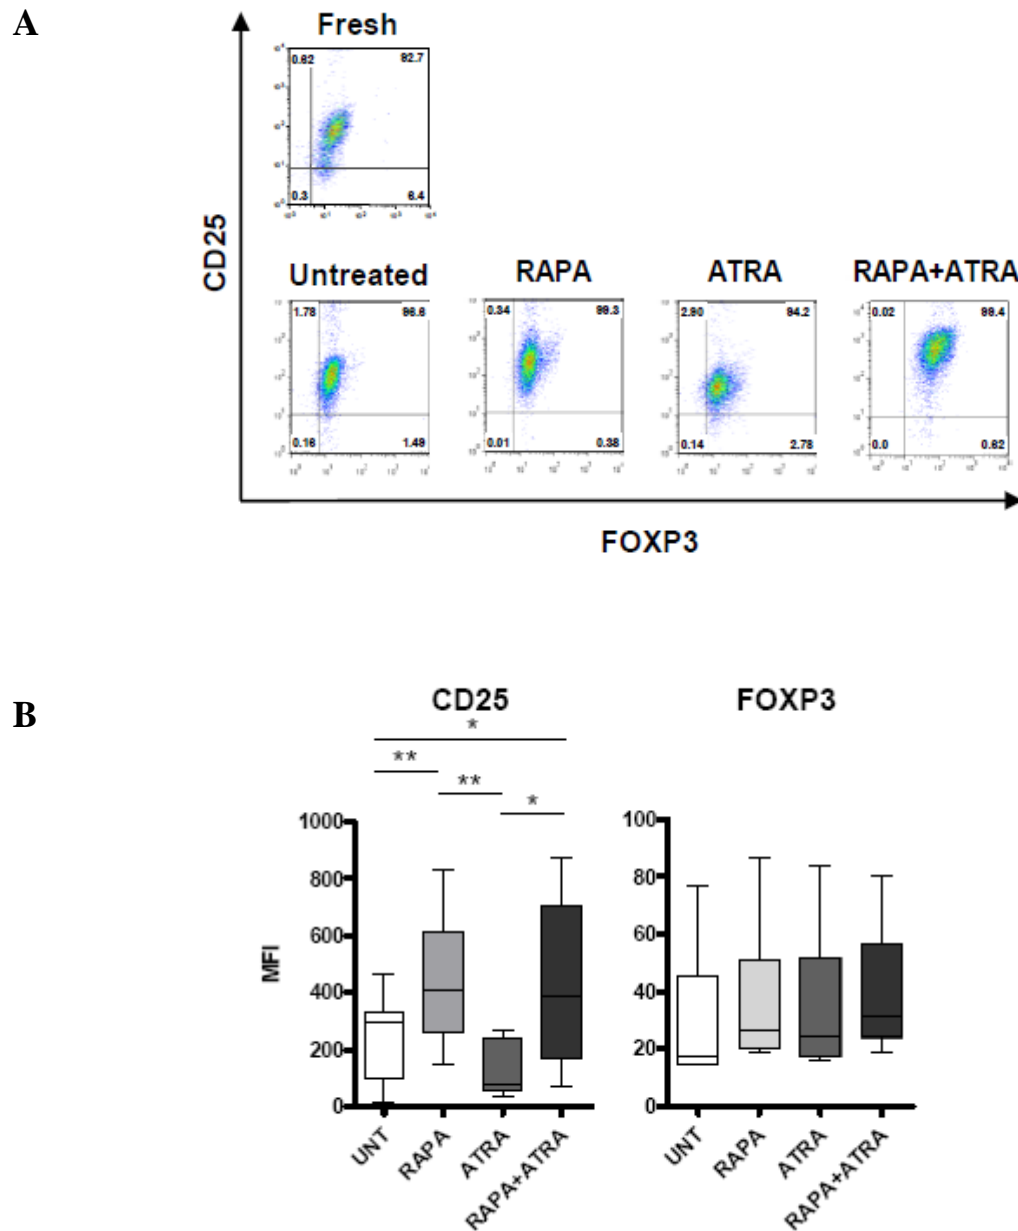 A
Fresh
0.62 92.7
0.3 6.4
CD25
Untreated RAPA ATRA RAPA+ATRA
1.78 96.6 0.34 99.3 2.90 94.2 0.02 99.4
0.16 1.49 0.01 0.38 0.14 2.78 0.0 0.62
FOXP3
B
CD25 FOXP3
*
**
**
*
MFI
1000
800
600
400
200
0
100
80
60
40
20
0
UNT RAPA ATRA RAPA+ATRA
UNT RAPA ATRA RAPA+ATRA